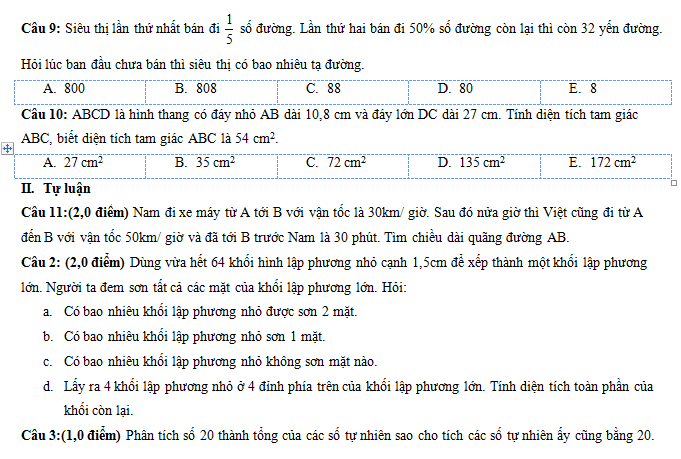 Câu 9: Siêu thị lần thứ nhất bán đi 1/5 số đường. Lần thứ hai bán đi 50% số đường còn lại thì còn 32 yến đường.
Hỏi lúc ban đầu chưa bán thì siêu thị có bao nhiêu tạ đường.
A. 800 B. 808 C. 88 D. 80 E. 8
Câu 10: ABCD là hình thang có đáy nhỏ AB dài 10,8 cm và đáy lớn DC dài 27 cm. Tính diện tích tam giác
ABC, biết diện tích tam giác ABC là 54 cm².
A. 27 cm² B. 35 cm² C. 72 cm² D. 135 cm² E. 172 cm²
II. Tự luận
Câu 11:(2,0 điểm) Nam đi xe máy từ A tới B với vận tốc là 30km/ giờ. Sau đó nửa giờ thì Việt cũng đi từ A
đến B với vận tốc 50km/ giờ và đã tới B trước Nam là 30 phút. Tìm chiều dài quãng đường AB.
Câu 2: (2,0 điểm) Dùng vừa hết 64 khối hình lập phương nhỏ cạnh 1,5cm để xếp thành một khối lập phương
lớn. Người ta đem sơn tất cả các mặt của khối lập phương lớn. Hỏi:
a. Có bao nhiêu khối lập phương nhỏ được sơn 2 mặt.
b. Có bao nhiêu khối lập phương nhỏ sơn 1 mặt.
c. Có bao nhiêu khối lập phương nhỏ không sơn mặt nào.
d. Lấy ra 4 khối lập phương nhỏ ở 4 đỉnh phía trên của khối lập phương lớn. Tính diện tích toàn phần của
khối còn lại.
Câu 3:(1,0 điểm) Phân tích số 20 thành tổng của các số tự nhiên sao cho tích các số tự nhiên ấy cũng bằng 20.